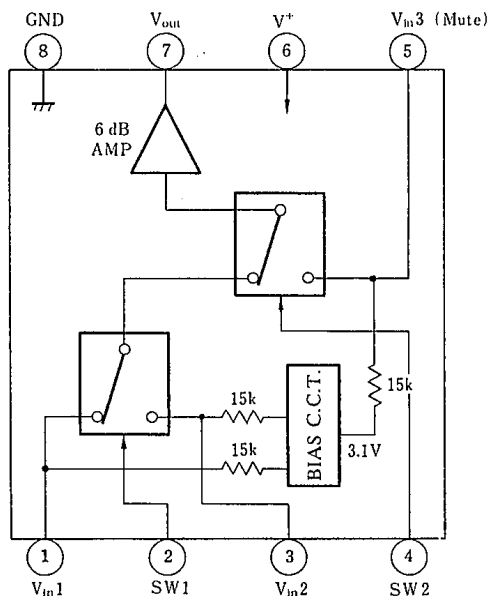 GND Vout V+ Vin3 (Mute)
8 7 6 5
6 dB
AMP
15k
15k
15k
BIAS C.C.T.
3.1V
1 2 3 4
Vin1 SW1 Vin2 SW2